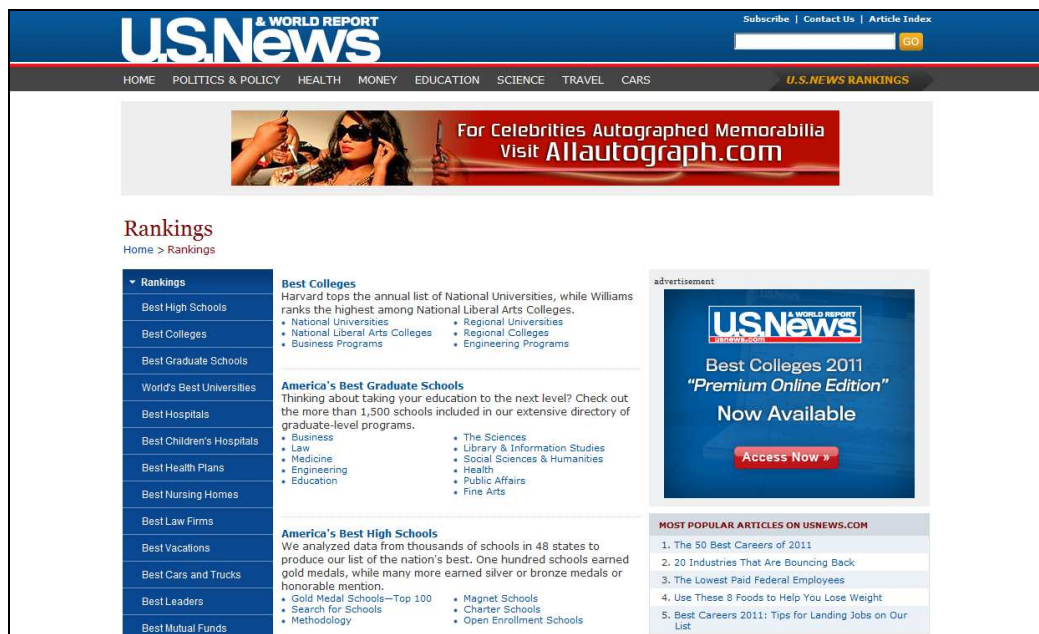 Subscribe | Contact Us | Article Index
U.S.News & WORLD REPORT
GO
HOME POLITICS & POLICY HEALTH MONEY EDUCATION SCIENCE TRAVEL CARS U.S.NEWS RANKINGS
For Celebrities Autographed Memorabilia
Visit Allautograph.com
Rankings
Home > Rankings
Rankings
Best High Schools
Best Colleges
Best Graduate Schools
World's Best Universities
Best Hospitals
Best Children's Hospitals
Best Health Plans
Best Nursing Homes
Best Law Firms
Best Vacations
Best Cars and Trucks
Best Leaders
Best Mutual Funds
Best Colleges
Harvard tops the annual list of National Universities, while Williams
ranks the highest among National Liberal Arts Colleges.
• National Universities
• National Liberal Arts Colleges
• Business Programs
• Regional Universities
• Regional Colleges
• Engineering Programs
America's Best Graduate Schools
Thinking about taking your education to the next level? Check out
the more than 1,500 schools included in our extensive directory of
graduate-level programs.
• Business
• Law
• Medicine
• Engineering
• Education
• The Sciences
• Library & Information Studies
• Social Sciences & Humanities
• Health
• Public Affairs
• Fine Arts
America's Best High Schools
We analyzed data from thousands of schools in 48 states to
produce our list of the nation's best. One hundred schools earned
gold medals, while many more earned silver or bronze medals or
honorable mention.
• Gold Medal Schools—Top 100
• Search for Schools
• Methodology
• Magnet Schools
• Charter Schools
• Open Enrollment Schools
advertisement
U.S.News & WORLD REPORT
usnews.com
Best Colleges 2011
"Premium Online Edition"
Now Available
Access Now »
MOST POPULAR ARTICLES ON USNEWS.COM
1. The 50 Best Careers of 2011
2. 20 Industries That Are Bouncing Back
3. The Lowest Paid Federal Employees
4. Use These 8 Foods to Help You Lose Weight
5. Best Careers 2011: Tips for Landing Jobs on Our
List